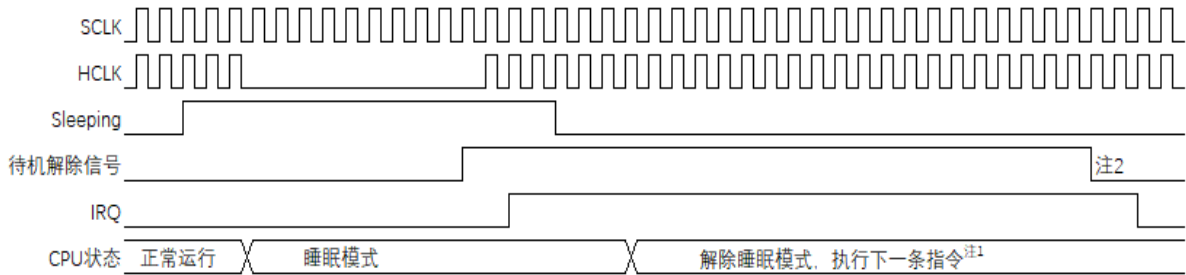 SCLK
HCLK
Sleeping
待机解除信号
注2
IRQ
CPU状态 正常运行 睡眠模式 解除睡眠模式，执行下一条指令注1